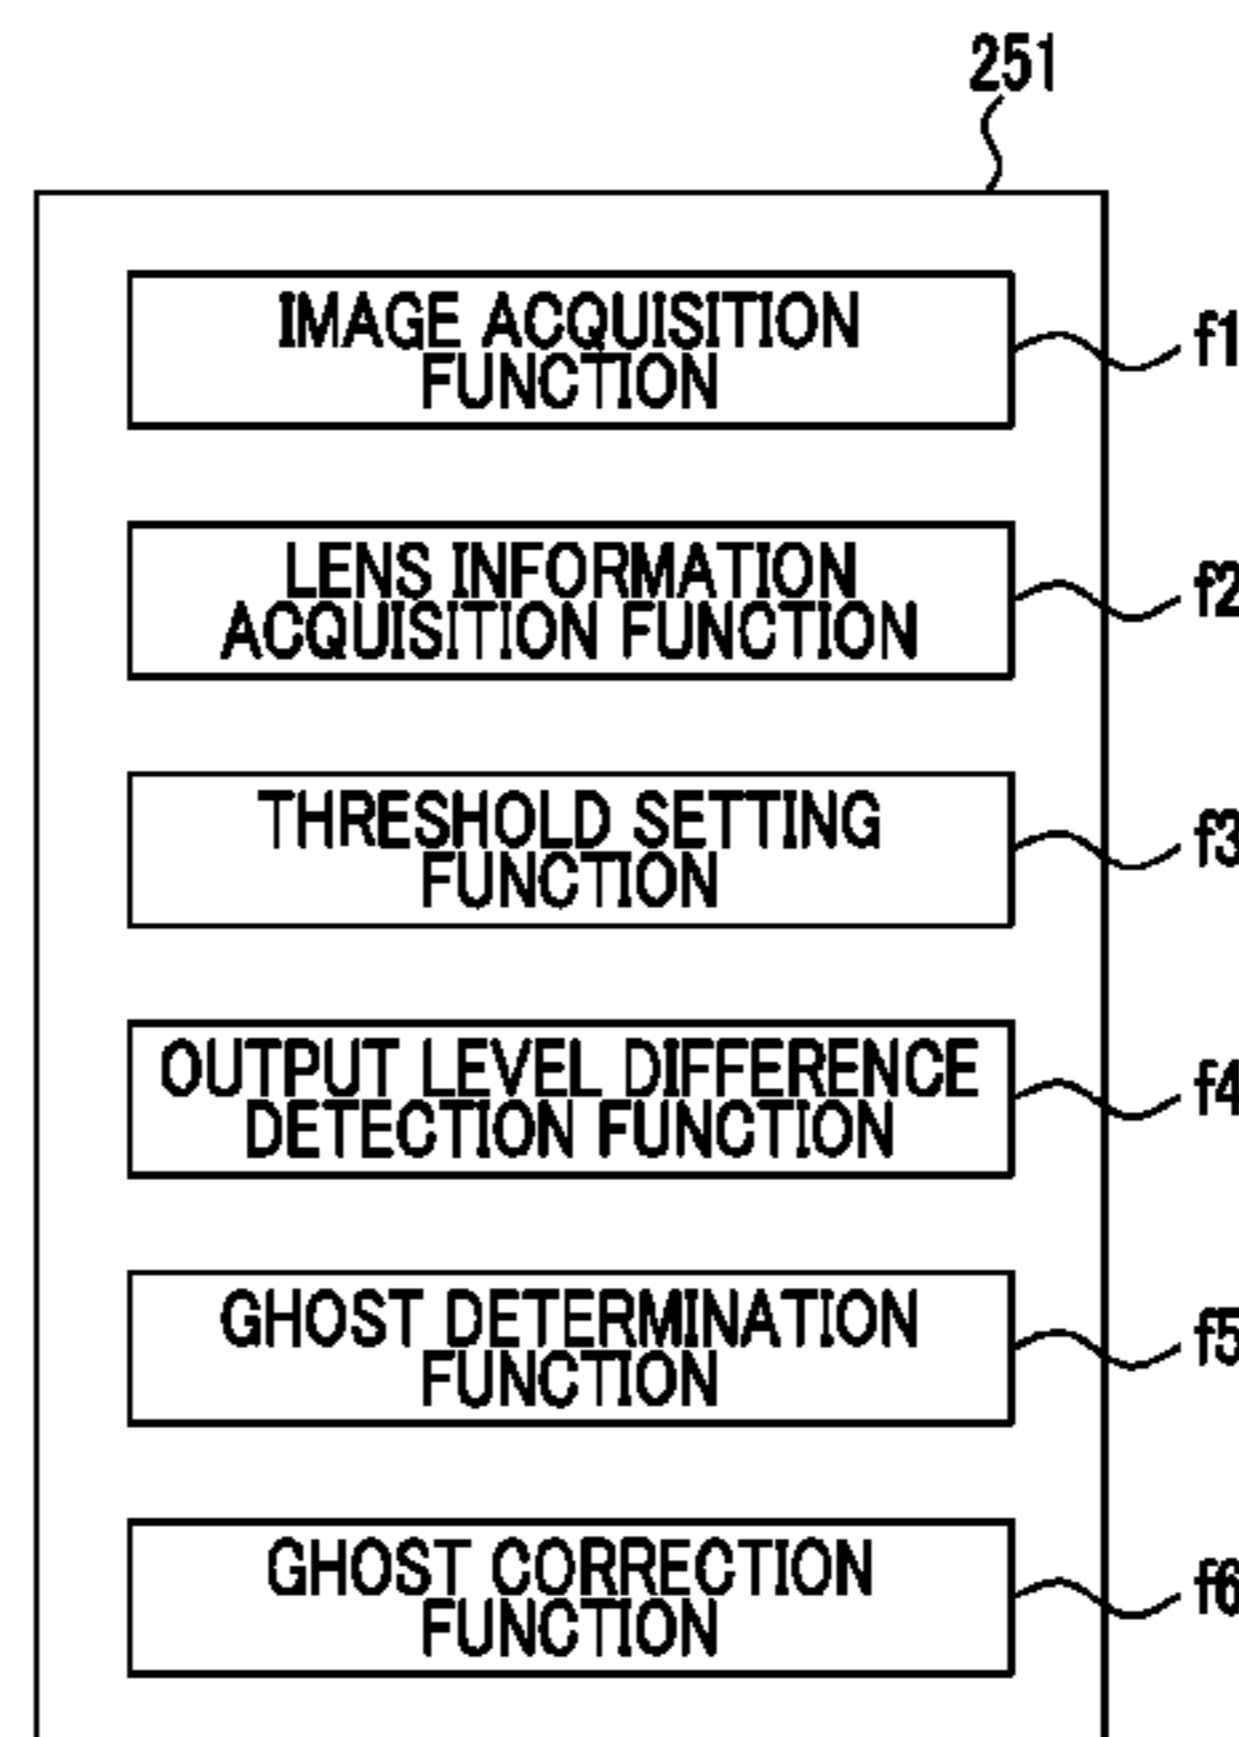 251
IMAGE ACQUISITION
FUNCTION
f1
LENS INFORMATION
ACQUISITION FUNCTION
f2
THRESHOLD SETTING
FUNCTION
f3
OUTPUT LEVEL DIFFERENCE
DETECTION FUNCTION
f4
GHOST DETERMINATION
FUNCTION
f5
GHOST CORRECTION
FUNCTION
f6